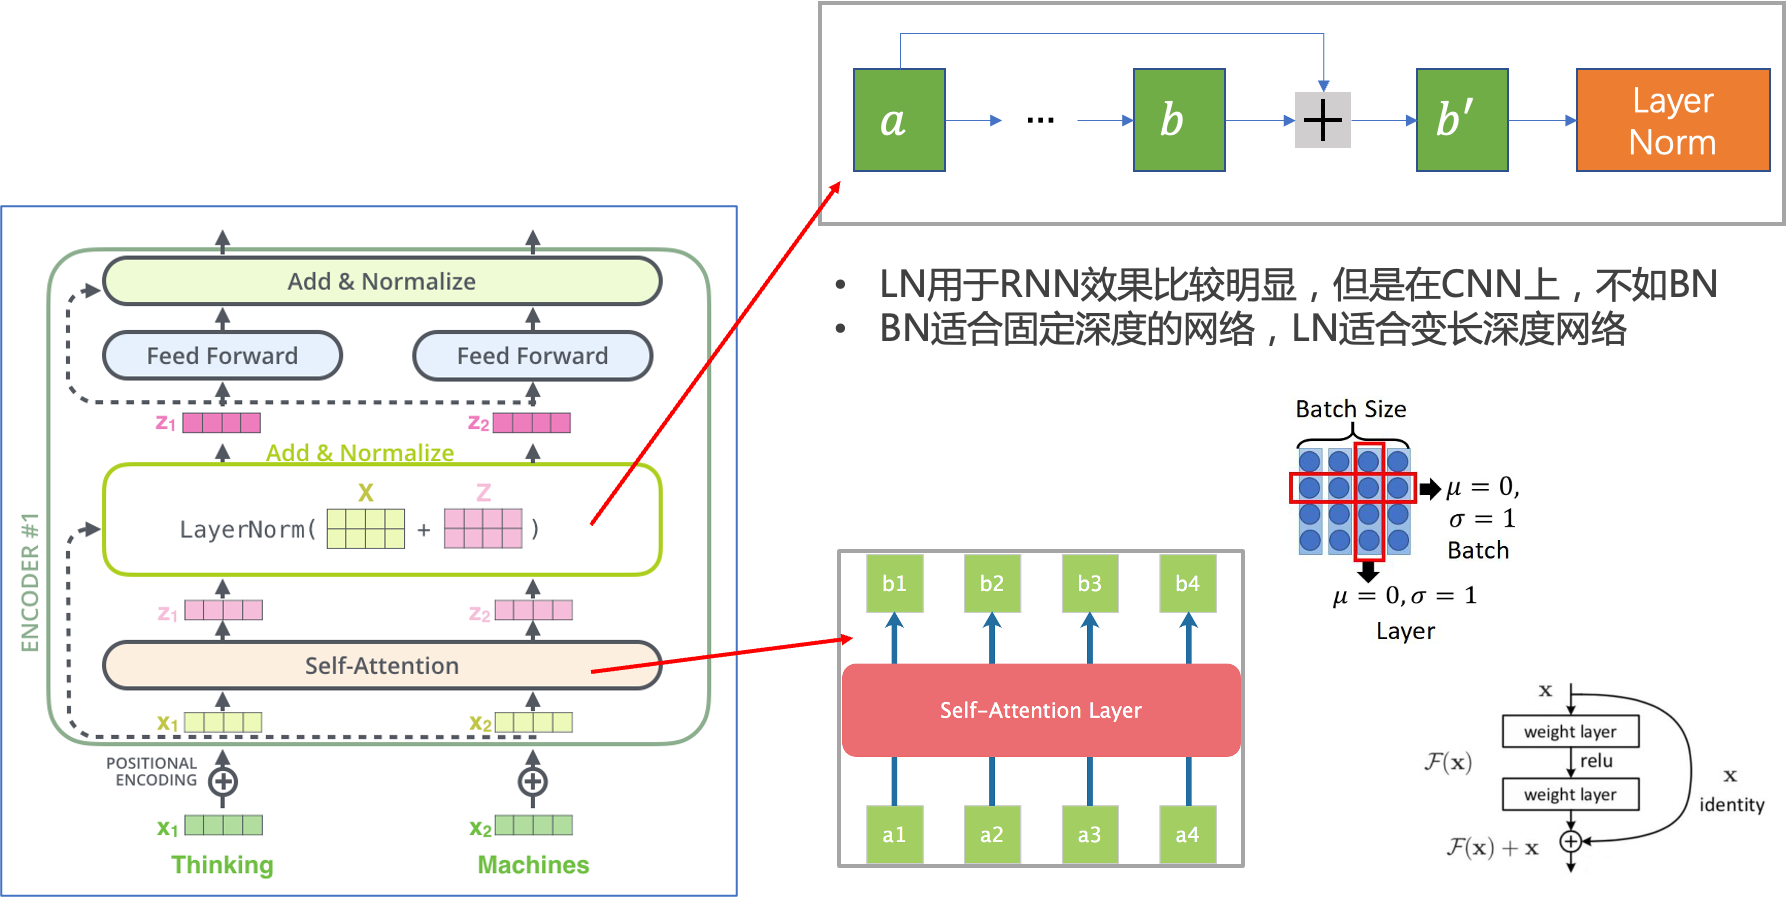 a
...
b
+
b′
Layer
Norm
• LN用于RNN效果比较明显，但是在CNN上，不如BN
• BN适合固定深度的网络，LN适合变长深度网络
ENCODER #1
Add & Normalize
Feed Forward
Feed Forward
z1
z2
Add & Normalize
X
Z
LayerNorm( + )
z1
z2
Self-Attention
x1
x2
POSITIONAL
ENCODING
x1
x2
Thinking
Machines
b1 b2 b3 b4
Self-Attention Layer
a1 a2 a3 a4
Batch Size
μ = 0,
σ = 1
Batch
μ = 0, σ = 1
Layer
x
weight layer
relu
F(x)
weight layer
x
identity
F(x) + x